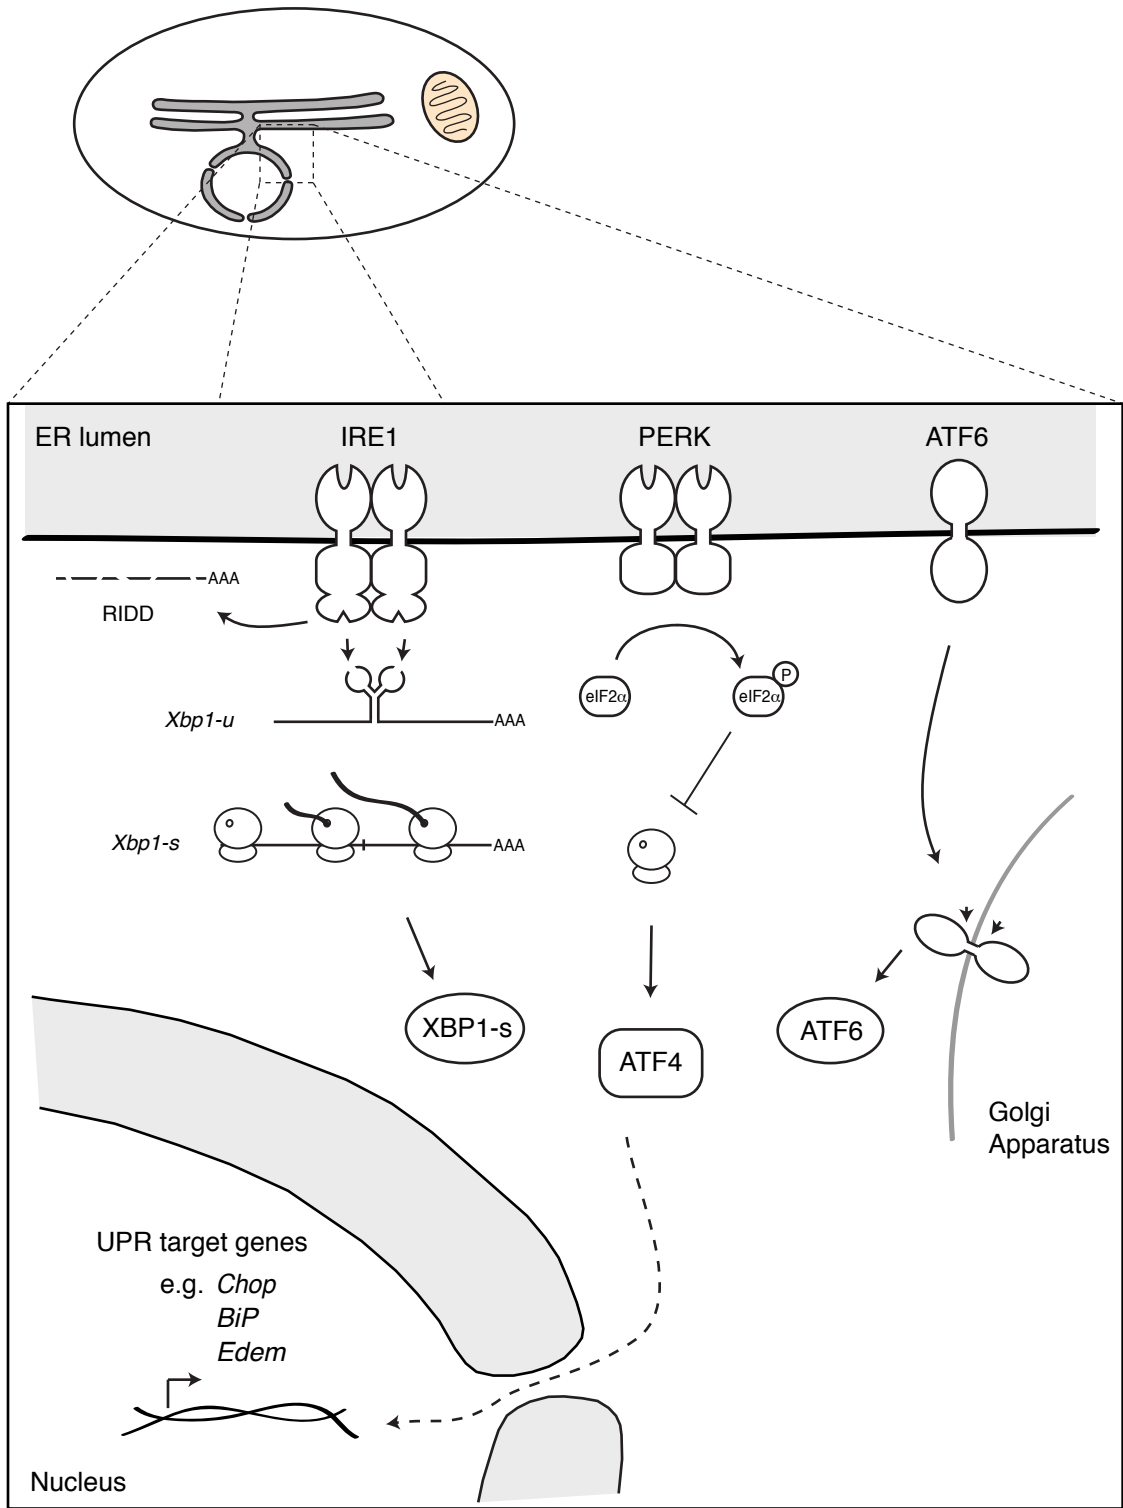 ER lumen
IRE1
PERK
ATF6
AAA
RIDD
eIF2α
eIF2α
P
Xbp1-u
AAA
Xbp1-s
AAA
XBP1-s
ATF4
ATF6
Golgi
Apparatus
UPR target genes
e.g. Chop
BiP
Edem
Nucleus